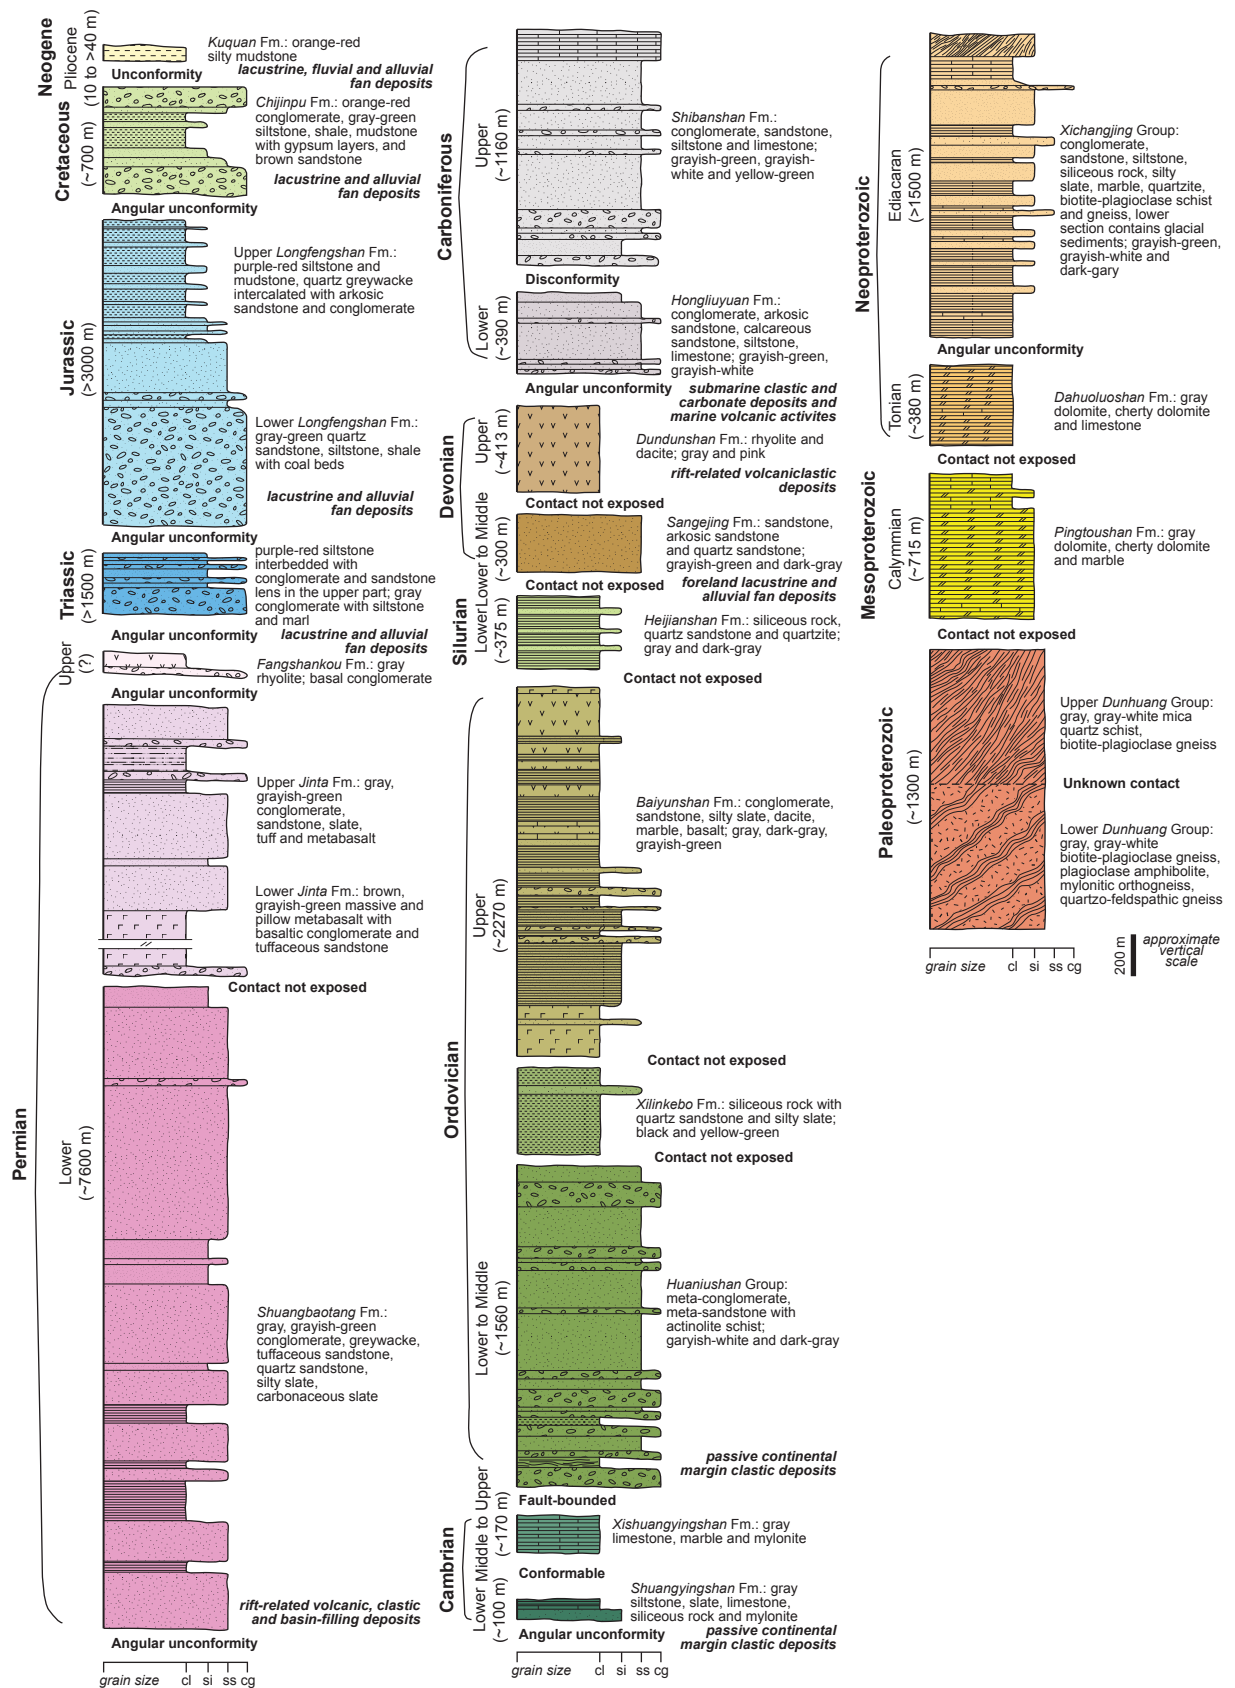 Neogene
Pliocene
(10 to >40 m)
Kuquan Fm.: orange-red
silty mudstone
Unconformity
lacustrine, fluvial and alluvial
fan deposits
Cretaceous
(~700 m)
Chijinpu Fm.: orange-red
conglomerate, gray-green
siltstone, shale, mudstone
with gypsum layers, and
brown sandstone
lacustrine and alluvial
fan deposits
Angular unconformity
Jurassic
(>3000 m)
Upper Longfengshan Fm.:
purple-red siltstone and
mudstone, quartz greywacke
intercalated with arkosic
sandstone and conglomerate
Lower Longfengshan Fm.:
gray-green quartz
sandstone, siltstone, shale
with coal beds
lacustrine and alluvial
fan deposits
Angular unconformity
Triassic
(>1500 m)
purple-red siltstone
interbedded with
conglomerate and sandstone
lens in the upper part; gray
conglomerate with siltstone
and marl
Angular unconformity
lacustrine and alluvial
fan deposits
Permian
Upper
(?)
Fangshankou Fm.: gray
rhyolite; basal conglomerate
Angular unconformity
Upper Jinta Fm.: gray,
grayish-green
conglomerate,
sandstone, slate,
tuff and metabasalt
Lower Jinta Fm.: brown,
grayish-green massive and
pillow metabasalt with
basaltic conglomerate and
tuffaceous sandstone
Contact not exposed
Lower
(~7600 m)
Shuangbaotang Fm.:
gray, grayish-green
conglomerate, greywacke,
tuffaceous sandstone,
quartz sandstone,
silty slate,
carbonaceous slate
rift-related volcanic, clastic
and basin-filling deposits
Angular unconformity
grain size cl si ss cg
Carboniferous
Upper
(~1160 m)
Shibanshan Fm.:
conglomerate, sandstone,
siltstone and limestone;
grayish-green, grayish-
white and yellow-green
Disconformity
Lower
(~390 m)
Hongliuyuan Fm.:
conglomerate, arkosic
sandstone, calcareous
sandstone, siltstone,
limestone; grayish-green,
grayish-white
Angular unconformity
submarine clastic and
carbonate deposits and
marine volcanic activites
Devonian
Upper
(~413 m)
Dundunshan Fm.: rhyolite and
dacite; gray and pink
rift-related volcaniclastic
deposits
Contact not exposed
Lower to Middle
(~300 m)
Sangejing Fm.: sandstone,
arkosic sandstone
and quartz sandstone;
grayish-green and dark-gray
Contact not exposed
foreland lacustrine and
alluvial fan deposits
Silurian
Lower
(~375 m)
Heijianshan Fm.: siliceous rock,
quartz sandstone and quartzite;
gray and dark-gray
Contact not exposed
Ordovician
Upper
(~2270 m)
Baiyunshan Fm.: conglomerate,
sandstone, silty slate, dacite,
marble, basalt; gray, dark-gray,
grayish-green
Contact not exposed
Xilinkebo Fm.: siliceous rock with
quartz sandstone and silty slate;
black and yellow-green
Contact not exposed
Lower to Middle
(~1560 m)
Huaniushan Group:
meta-conglomerate,
meta-sandstone with
actinolite schist;
garyish-white and dark-gray
passive continental
margin clastic deposits
Fault-bounded
Cambrian
Middle to Upper
(~170 m)
Xishuangyingshan Fm.: gray
limestone, marble and mylonite
Conformable
Lower
(~100 m)
Shuangyingshan Fm.: gray
siltstone, slate, limestone,
siliceous rock and mylonite
Angular unconformity
passive continental
margin clastic deposits
grain size cl si ss cg
Neoproterozoic
Ediacaran
(>1500 m)
Xichangjing Group:
conglomerate,
sandstone, siltstone,
siliceous rock, silty
slate, marble, quartzite,
biotite-plagioclase schist
and gneiss, lower
section contains glacial
sediments; grayish-green,
grayish-white and
dark-gary
Angular unconformity
Tonian
(~380 m)
Dahuoluoshan Fm.: gray
dolomite, cherty dolomite
and limestone
Contact not exposed
Mesoproterozoic
Calymmian
(~715 m)
Pingtoushan Fm.: gray
dolomite, cherty dolomite
and marble
Contact not exposed
Paleoproterozoic
(~1300 m)
Upper Dunhuang Group:
gray, gray-white mica
quartz schist,
biotite-plagioclase gneiss
Unknown contact
Lower Dunhuang Group:
gray, gray-white
biotite-plagioclase gneiss,
plagioclase amphibolite,
mylonitic orthogneiss,
quartzo-feldspathic gneiss
grain size cl si ss cg
200 m
approximate
vertical
scale